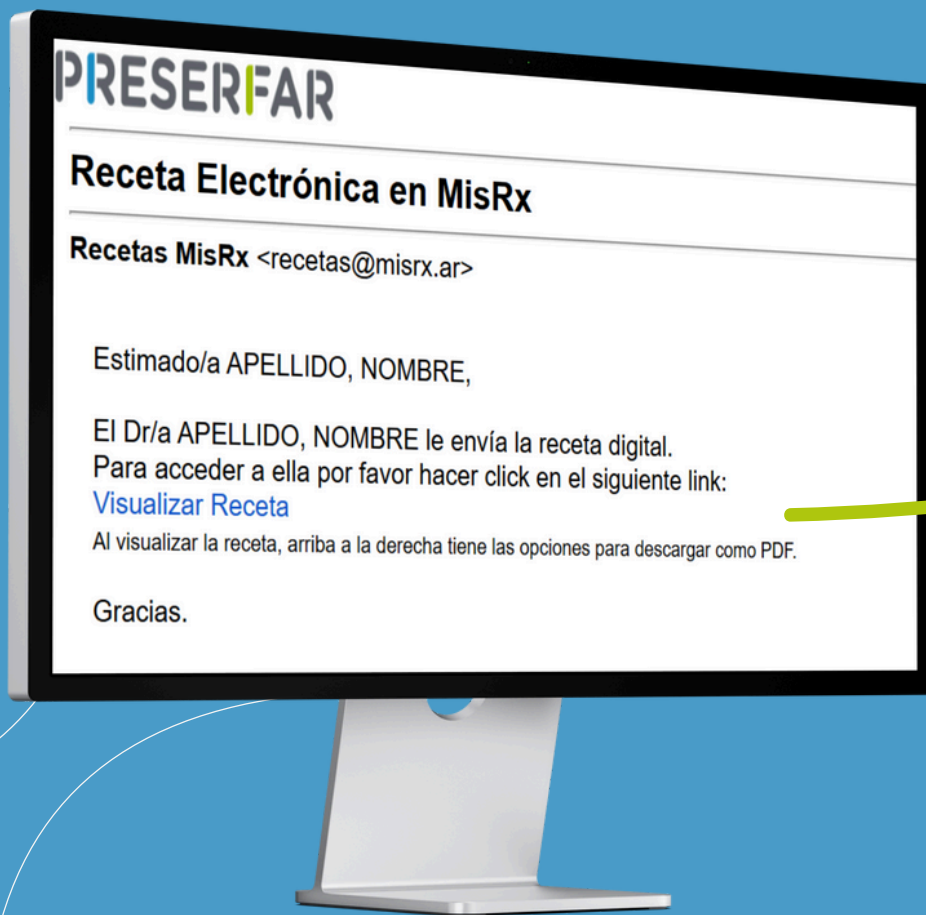 PRESERFAR
Receta Electrónica en MisRx
Recetas MisRx <recetas@misrx.ar>
Estimado/a APELLIDO, NOMBRE,
El Dr/a APELLIDO, NOMBRE le envía la receta digital.
Para acceder a ella por favor hacer click en el siguiente link:
Visualizar Receta
Al visualizar la receta, arriba a la derecha tiene las opciones para descargar como PDF.
Gracias.